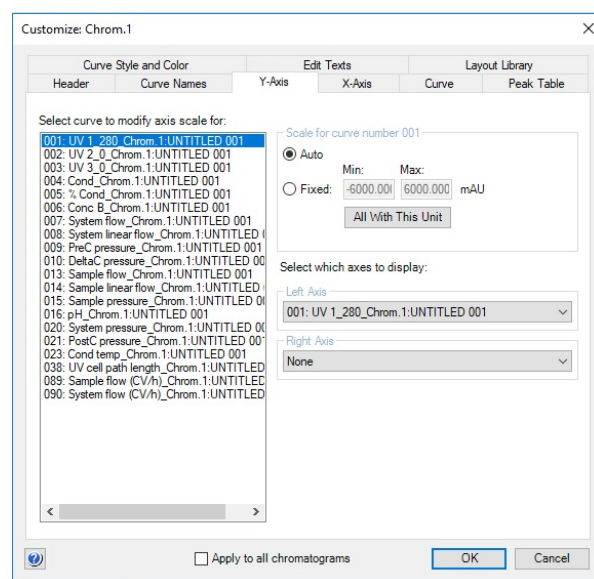 Customize: Chrom.1
Curve Style and Color Edit Texts Layout Library
Header Curve Names Y-Axis X-Axis Curve Peak Table
Select curve to modify axis scale for:
001: UV 1_280_Chrom.1:UNTITLED 001
002: UV 2_0_Chrom.1:UNTITLED 001
003: UV 3_0_Chrom.1:UNTITLED 001
004: Cond_Chrom.1:UNTITLED 001
005: % Cond_Chrom.1:UNTITLED 001
006: Conc B_Chrom.1:UNTITLED 001
007: System flow_Chrom.1:UNTITLED 001
008: System linear flow_Chrom.1:UNTITLED (
009: PreC pressure_Chrom.1:UNTITLED 001
010: DeltaC pressure_Chrom.1:UNTITLED 00
013: Sample flow_Chrom.1:UNTITLED 001
014: Sample linear flow_Chrom.1:UNTITLED
015: Sample pressure_Chrom.1:UNTITLED 0
016: pH_Chrom.1:UNTITLED 001
020: System pressure_Chrom.1:UNTITLED 00
021: PostC pressure_Chrom.1:UNTITLED 00
023: Cond temp_Chrom.1:UNTITLED 001
038: UV cell path length_Chrom.1:UNTITLED
089: Sample flow (CV/h)_Chrom.1:UNTITLED
090: System flow (CV/h)_Chrom.1:UNTITLED
Scale for curve number 001
Auto
Min: Max:
Fixed: -6000.00 6000.000 mAU
All With This Unit
Select which axes to display:
Left Axis
001: UV 1_280_Chrom.1:UNTITLED 001
Right Axis
None
? Apply to all chromatograms OK Cancel